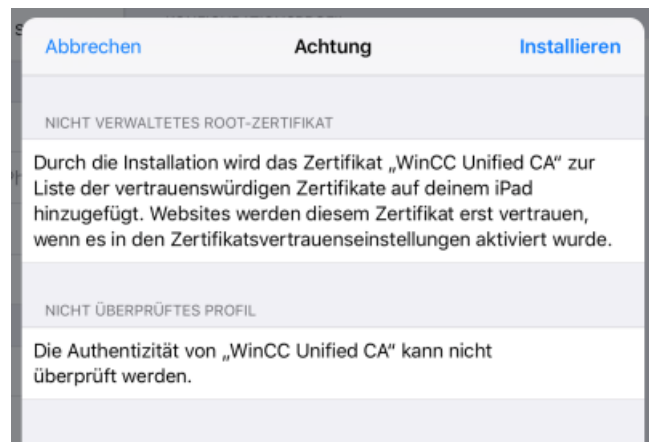 Abbrechen Achtung Installieren
NICHT VERWALTETES ROOT-ZERTIFIKAT
Durch die Installation wird das Zertifikat „WinCC Unified CA“ zur
Liste der vertrauenswürdigen Zertifikate auf deinem iPad
hinzugefügt. Websites werden diesem Zertifikat erst vertrauen,
wenn es in den Zertifikatsvertrauenseinstellungen aktiviert wurde.
NICHT ÜBERPRÜFTES PROFIL
Die Authentizität von „WinCC Unified CA“ kann nicht
überprüft werden.